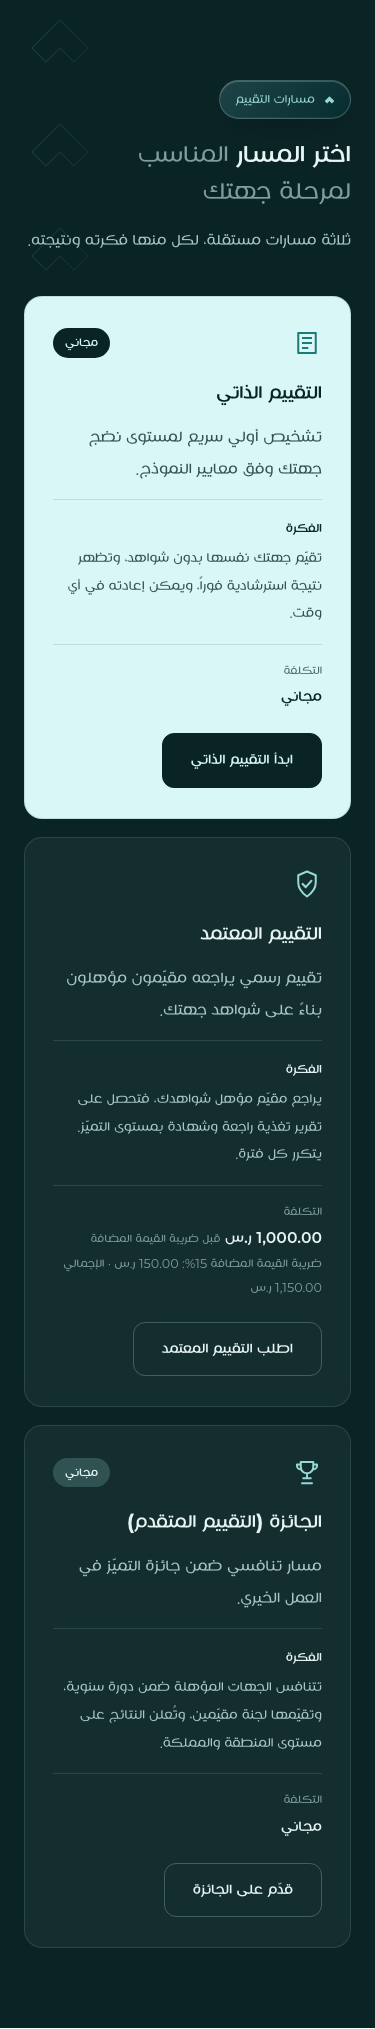 مسارات التقييم
اختر المسار المناسب
لمرحلة جهتك
ثلاثة مسارات مستقلة، لكل منها فكرته ونتيجته.
مجاني
التقييم الذاتي
تشخيص أولي سريع لمستوى نضج
جهتك وفق معايير النموذج.
الفكرة
تقيّم جهتك نفسها بدون شواهد، وتظهر
نتيجة استرشادية فوراً، ويمكن إعادته في أي
وقت.
التكلفة
مجاني
ابدأ التقييم الذاتي
التقييم المعتمد
تقييم رسمي يراجعه مقيّمون مؤهلون
بناءً على شواهد جهتك.
الفكرة
يراجع مقيّم مؤهل شواهدك، فتحصل على
تقرير تغذية راجعة وشهادة بمستوى التميّز.
يتكرر كل فترة.
التكلفة
1,000.00 ر.س قبل ضريبة القيمة المضافة
ضريبة القيمة المضافة 15%: 150.00 ر.س · الإجمالي
1,150.00 ر.س
اطلب التقييم المعتمد
مجاني
الجائزة (التقييم المتقدم)
مسار تنافسي ضمن جائزة التميّز في
العمل الخيري.
الفكرة
تتنافس الجهات المؤهلة ضمن دورة سنوية،
وتقيّمها لجنة مقيّمين، وتُعلن النتائج على
مستوى المنطقة والمملكة.
التكلفة
مجاني
قدّم على الجائزة